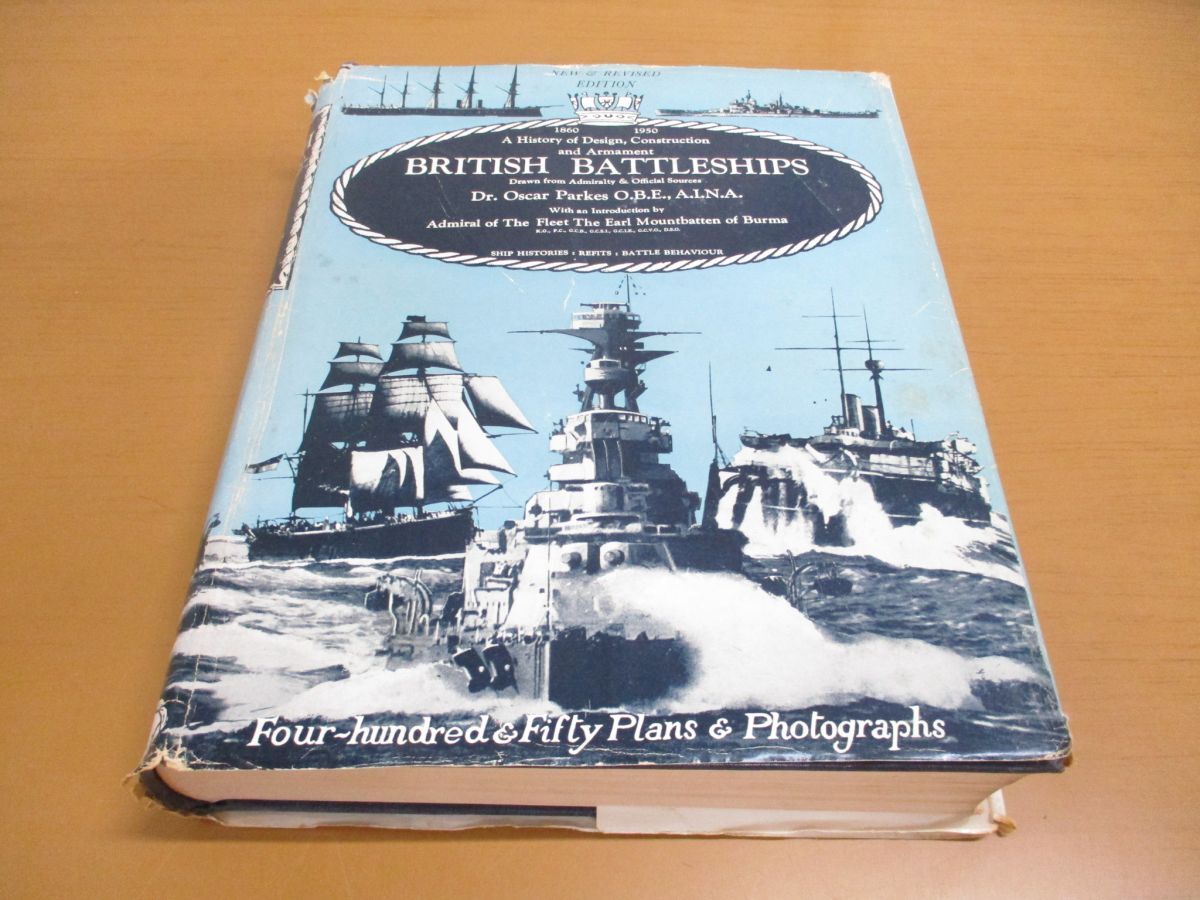 NEW & REVISED
EDITION
1860 1950
A History of Design, Construction
and Armament
BRITISH BATTLESHIPS
Drawn from Admiralty & Official Sources
Dr. Oscar Parkes O.B.E., A.I.N.A.
With an Introduction by
Admiral of The Fleet The Earl Mountbatten of Burma
K.G., P.C., G.C.B., G.C.S.I., G.C.I.E., G.C.V.O., D.S.O.
SHIP HISTORIES : REFITS : BATTLE BEHAVIOUR
Four-hundred & Fifty Plans & Photographs